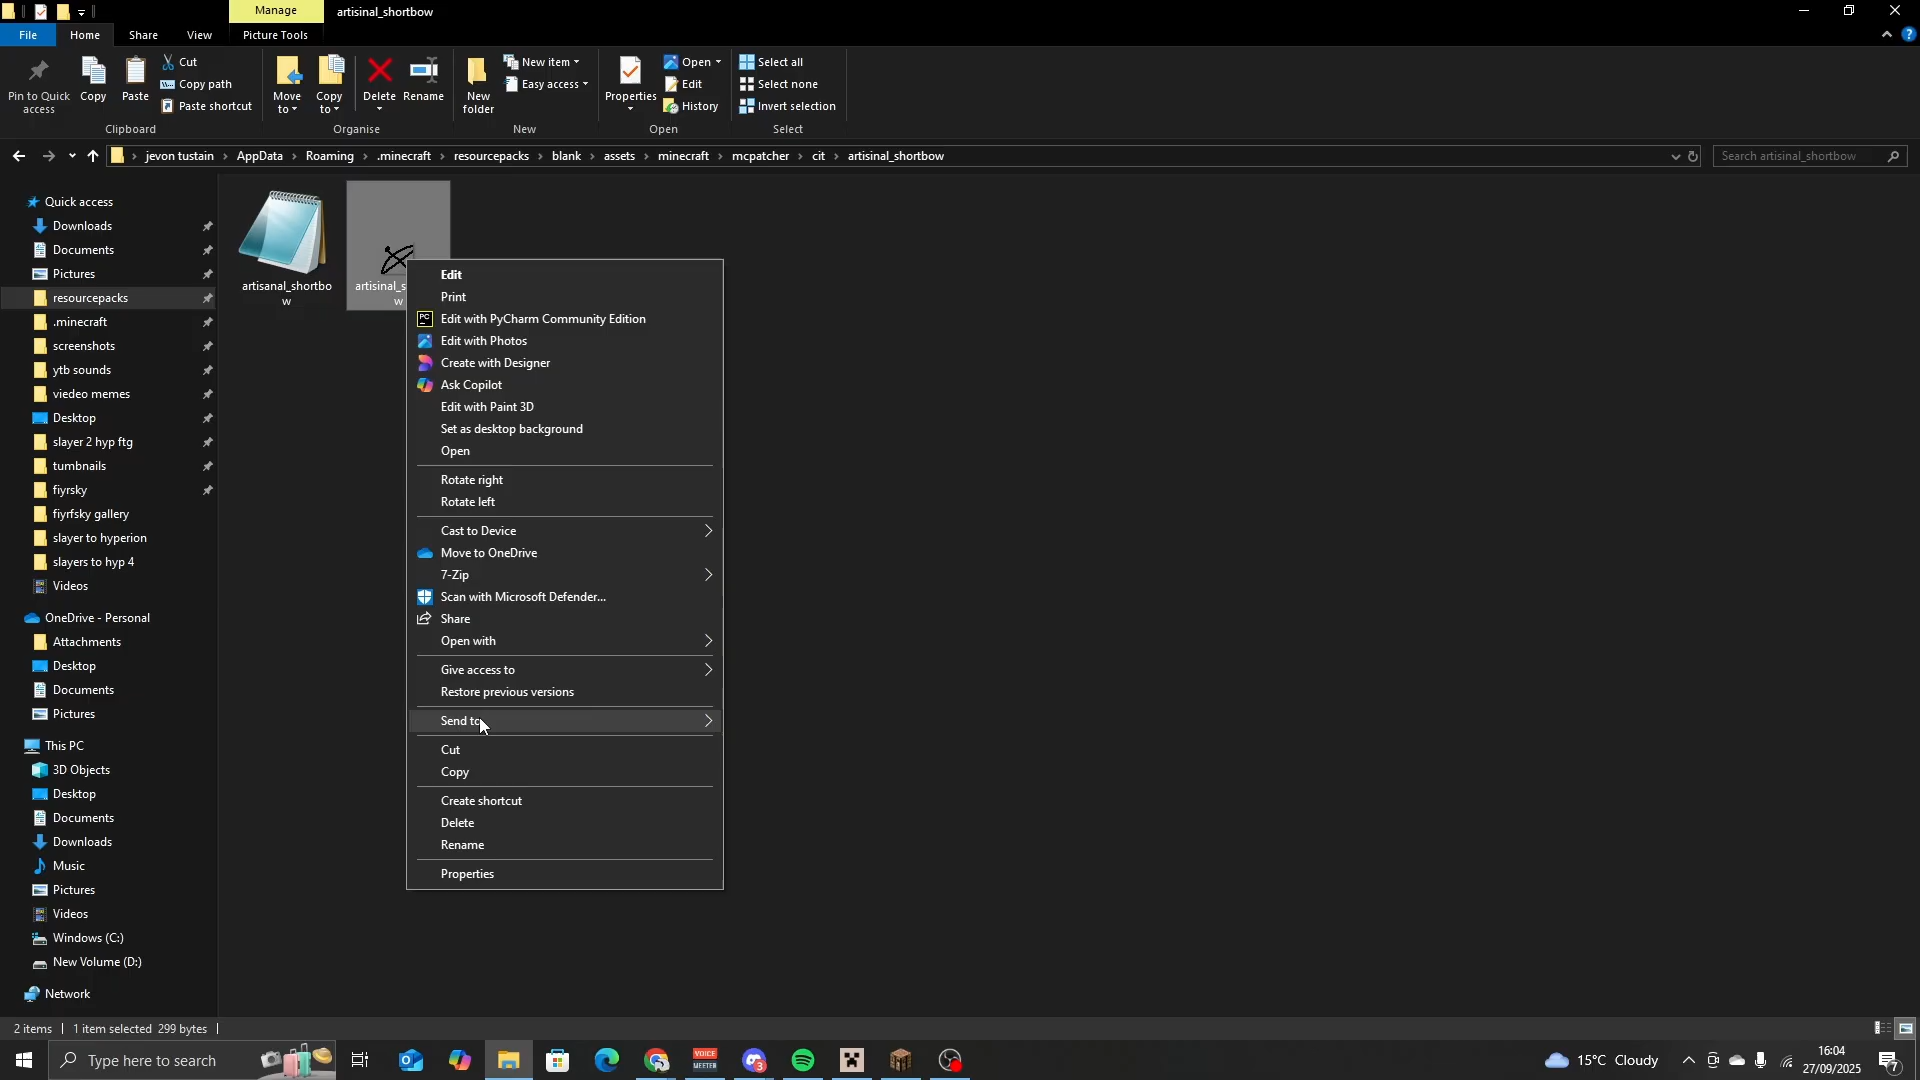 Manage
artisinal_shortbow
File
Home
Share
View
Picture Tools
Pin to Quick
access
Copy
Paste
Cut
Copy path
Paste shortcut
Clipboard
Move
to
Copy
to
Delete
Rename
Organise
New
folder
New item
Easy access
New
Properties
Open
Edit
History
Open
Select all
Select none
Invert selection
Select
jevon tustain
AppData
Roaming
.minecraft
resourcepacks
blank
assets
minecraft
mcpatcher
cit
artisinal_shortbow
Search artisinal_shortbow
Quick access
Downloads
Documents
Pictures
resourcepacks
.minecraft
screenshots
ytb sounds
viedeo memes
Desktop
slayer 2 hyp ftg
tumbnails
fiyrsky
fiyrfsky gallery
slayer to hyperion
slayers to hyp 4
Videos
OneDrive - Personal
Attachments
Desktop
Documents
Pictures
This PC
3D Objects
Desktop
Documents
Downloads
Music
Pictures
Videos
Windows (C:)
New Volume (D:)
Network
artisanal_shortbo
w
artisinal_s
w
Edit
Print
PC
Edit with PyCharm Community Edition
Edit with Photos
Create with Designer
Ask Copilot
Edit with Paint 3D
Set as desktop background
Open
Rotate right
Rotate left
Cast to Device
Move to OneDrive
7-Zip
Scan with Microsoft Defender...
Share
Open with
Give access to
Restore previous versions
Send to
Cut
Copy
Create shortcut
Delete
Rename
Properties
2 items
1 item selected 299 bytes
Type here to search
VOICE
MEETER
3
15°C Cloudy
16:04
27/09/2025
7